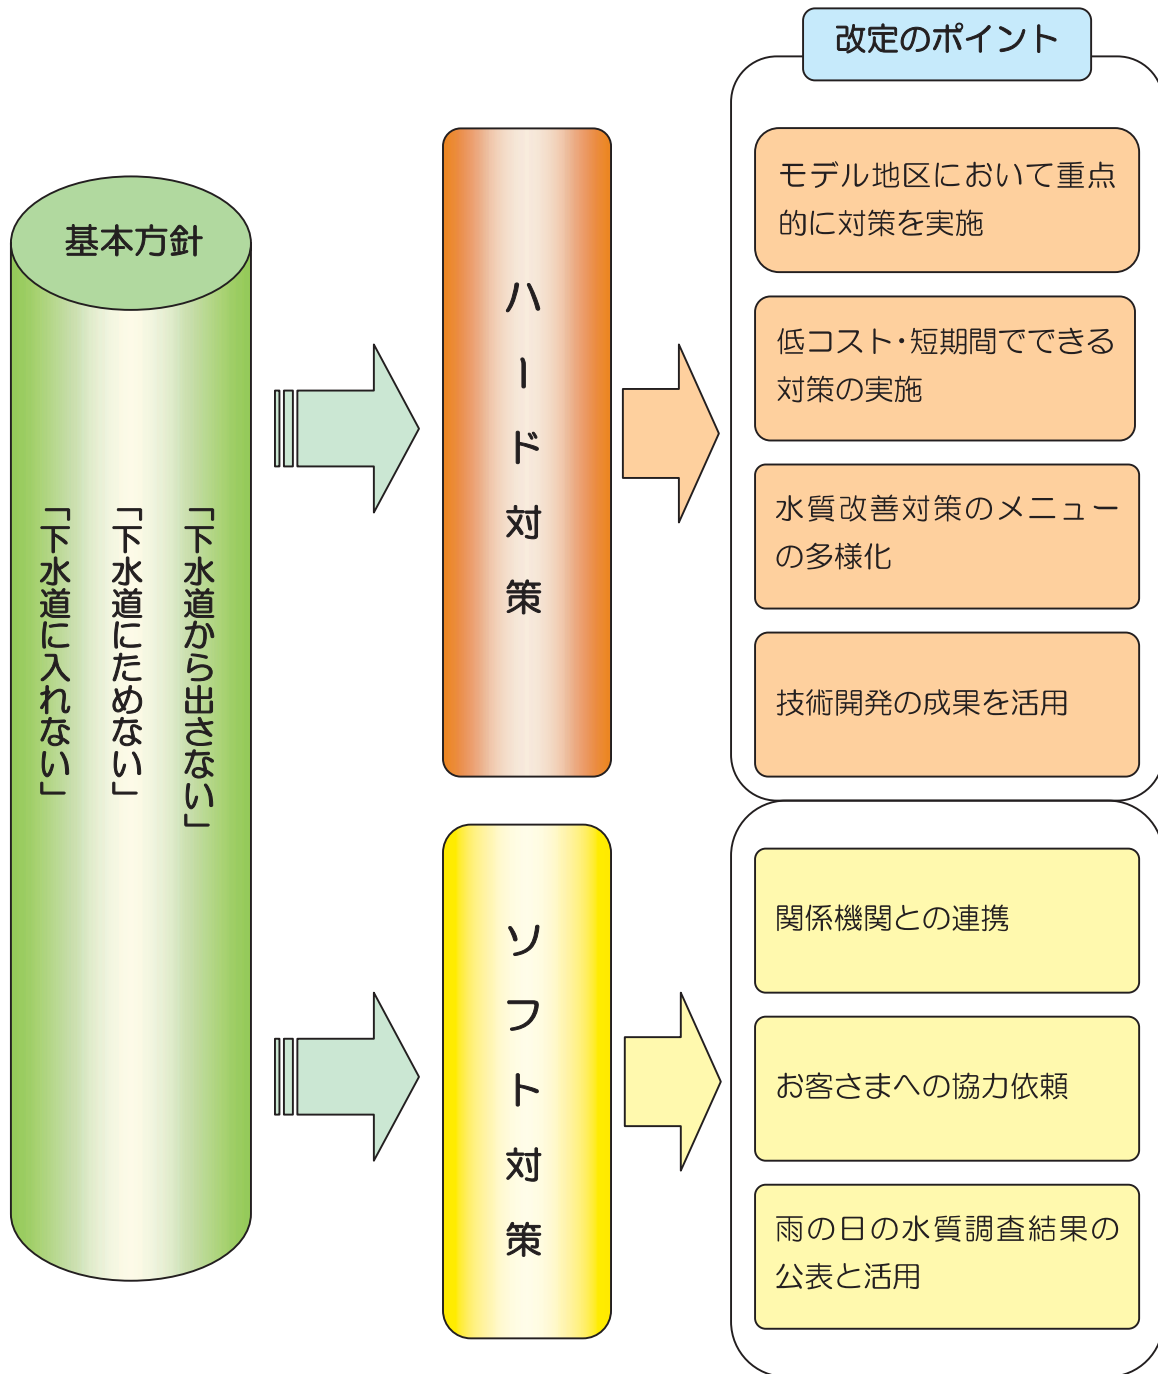 改定のポイント
基本方針
「下水道から出さない」
「下水道にためない」
「下水道に入れない」
ハード対策
モデル地区において重点
的に対策を実施
低コスト・短期間でできる
対策の実施
水質改善対策のメニュー
の多様化
技術開発の成果を活用
ソフト対策
関係機関との連携
お客さまへの協力依頼
雨の日の水質調査結果の
公表と活用